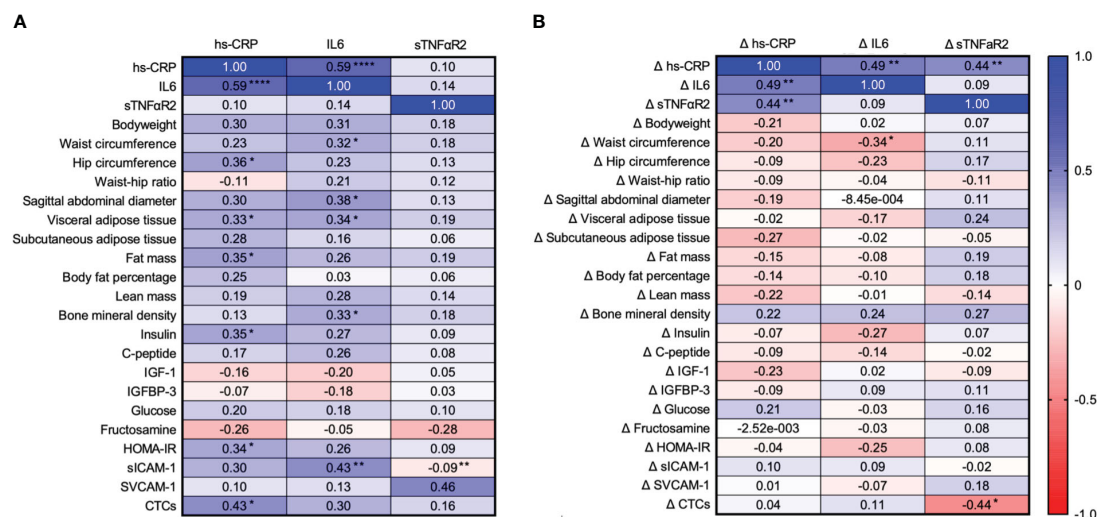 A
hs-CRP IL6 sTNFαR2
hs-CRP 1.00 0.59 **** 0.10
IL6 0.59 **** 1.00 0.14
sTNFαR2 0.10 0.14 1.00
Bodyweight 0.30 0.31 0.18
Waist circumference 0.23 0.32 * 0.18
Hip circumference 0.36 * 0.23 0.13
Waist-hip ratio -0.11 0.21 0.12
Sagittal abdominal diameter 0.30 0.38 * 0.13
Visceral adipose tissue 0.33 * 0.34 * 0.19
Subcutaneous adipose tissue 0.28 0.16 0.06
Fat mass 0.35 * 0.26 0.19
Body fat percentage 0.25 0.03 0.06
Lean mass 0.19 0.28 0.14
Bone mineral density 0.13 0.33 * 0.18
Insulin 0.35 * 0.27 0.09
C-peptide 0.17 0.26 0.08
IGF-1 -0.16 -0.20 0.05
IGFBP-3 -0.07 -0.18 0.03
Glucose 0.20 0.18 0.10
Fructosamine -0.26 -0.05 -0.28
HOMA-IR 0.34 * 0.26 0.09
sICAM-1 0.30 0.43 ** -0.09 **
SVCAM-1 0.10 0.13 0.46
CTCs 0.43 * 0.30 0.16
B
Δ hs-CRP Δ IL6 Δ sTNFaR2
Δ hs-CRP 1.00 0.49 ** 0.44 **
Δ IL6 0.49 ** 1.00 0.09
Δ sTNFαR2 0.44 ** 0.09 1.00
Δ Bodyweight -0.21 0.02 0.07
Δ Waist circumference -0.20 -0.34 * 0.11
Δ Hip circumference -0.09 -0.23 0.17
Δ Waist-hip ratio -0.09 -0.04 -0.11
Δ Sagittal abdominal diameter -0.19 -8.45e-004 0.11
Δ Visceral adipose tissue -0.02 -0.17 0.24
Δ Subcutaneous adipose tissue -0.27 -0.02 -0.05
Δ Fat mass -0.15 -0.08 0.19
Δ Body fat percentage -0.14 -0.10 0.18
Δ Lean mass -0.22 -0.01 -0.14
Δ Bone mineral density 0.22 0.24 0.27
Δ Insulin -0.07 -0.27 0.07
Δ C-peptide -0.09 -0.14 -0.02
Δ IGF-1 -0.23 0.02 -0.09
Δ IGFBP-3 -0.09 0.09 0.11
Δ Glucose 0.21 -0.03 0.16
Δ Fructosamine -2.52e-003 -0.03 0.08
Δ HOMA-IR -0.04 -0.25 0.08
Δ sICAM-1 0.10 0.09 -0.02
Δ SVCAM-1 0.01 -0.07 0.18
Δ CTCs 0.04 0.11 -0.44 *
1.0
0.5
0
-0.5
-1.0